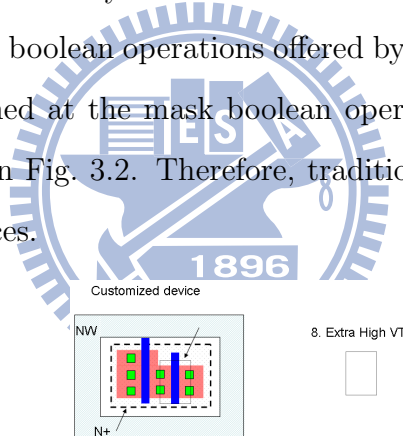 boolean operations offered by
ned at the mask boolean oper
n Fig. 3.2. Therefore, traditio
ces.
E S A
1896
Customized device
NW
8. Extra High VT
N+